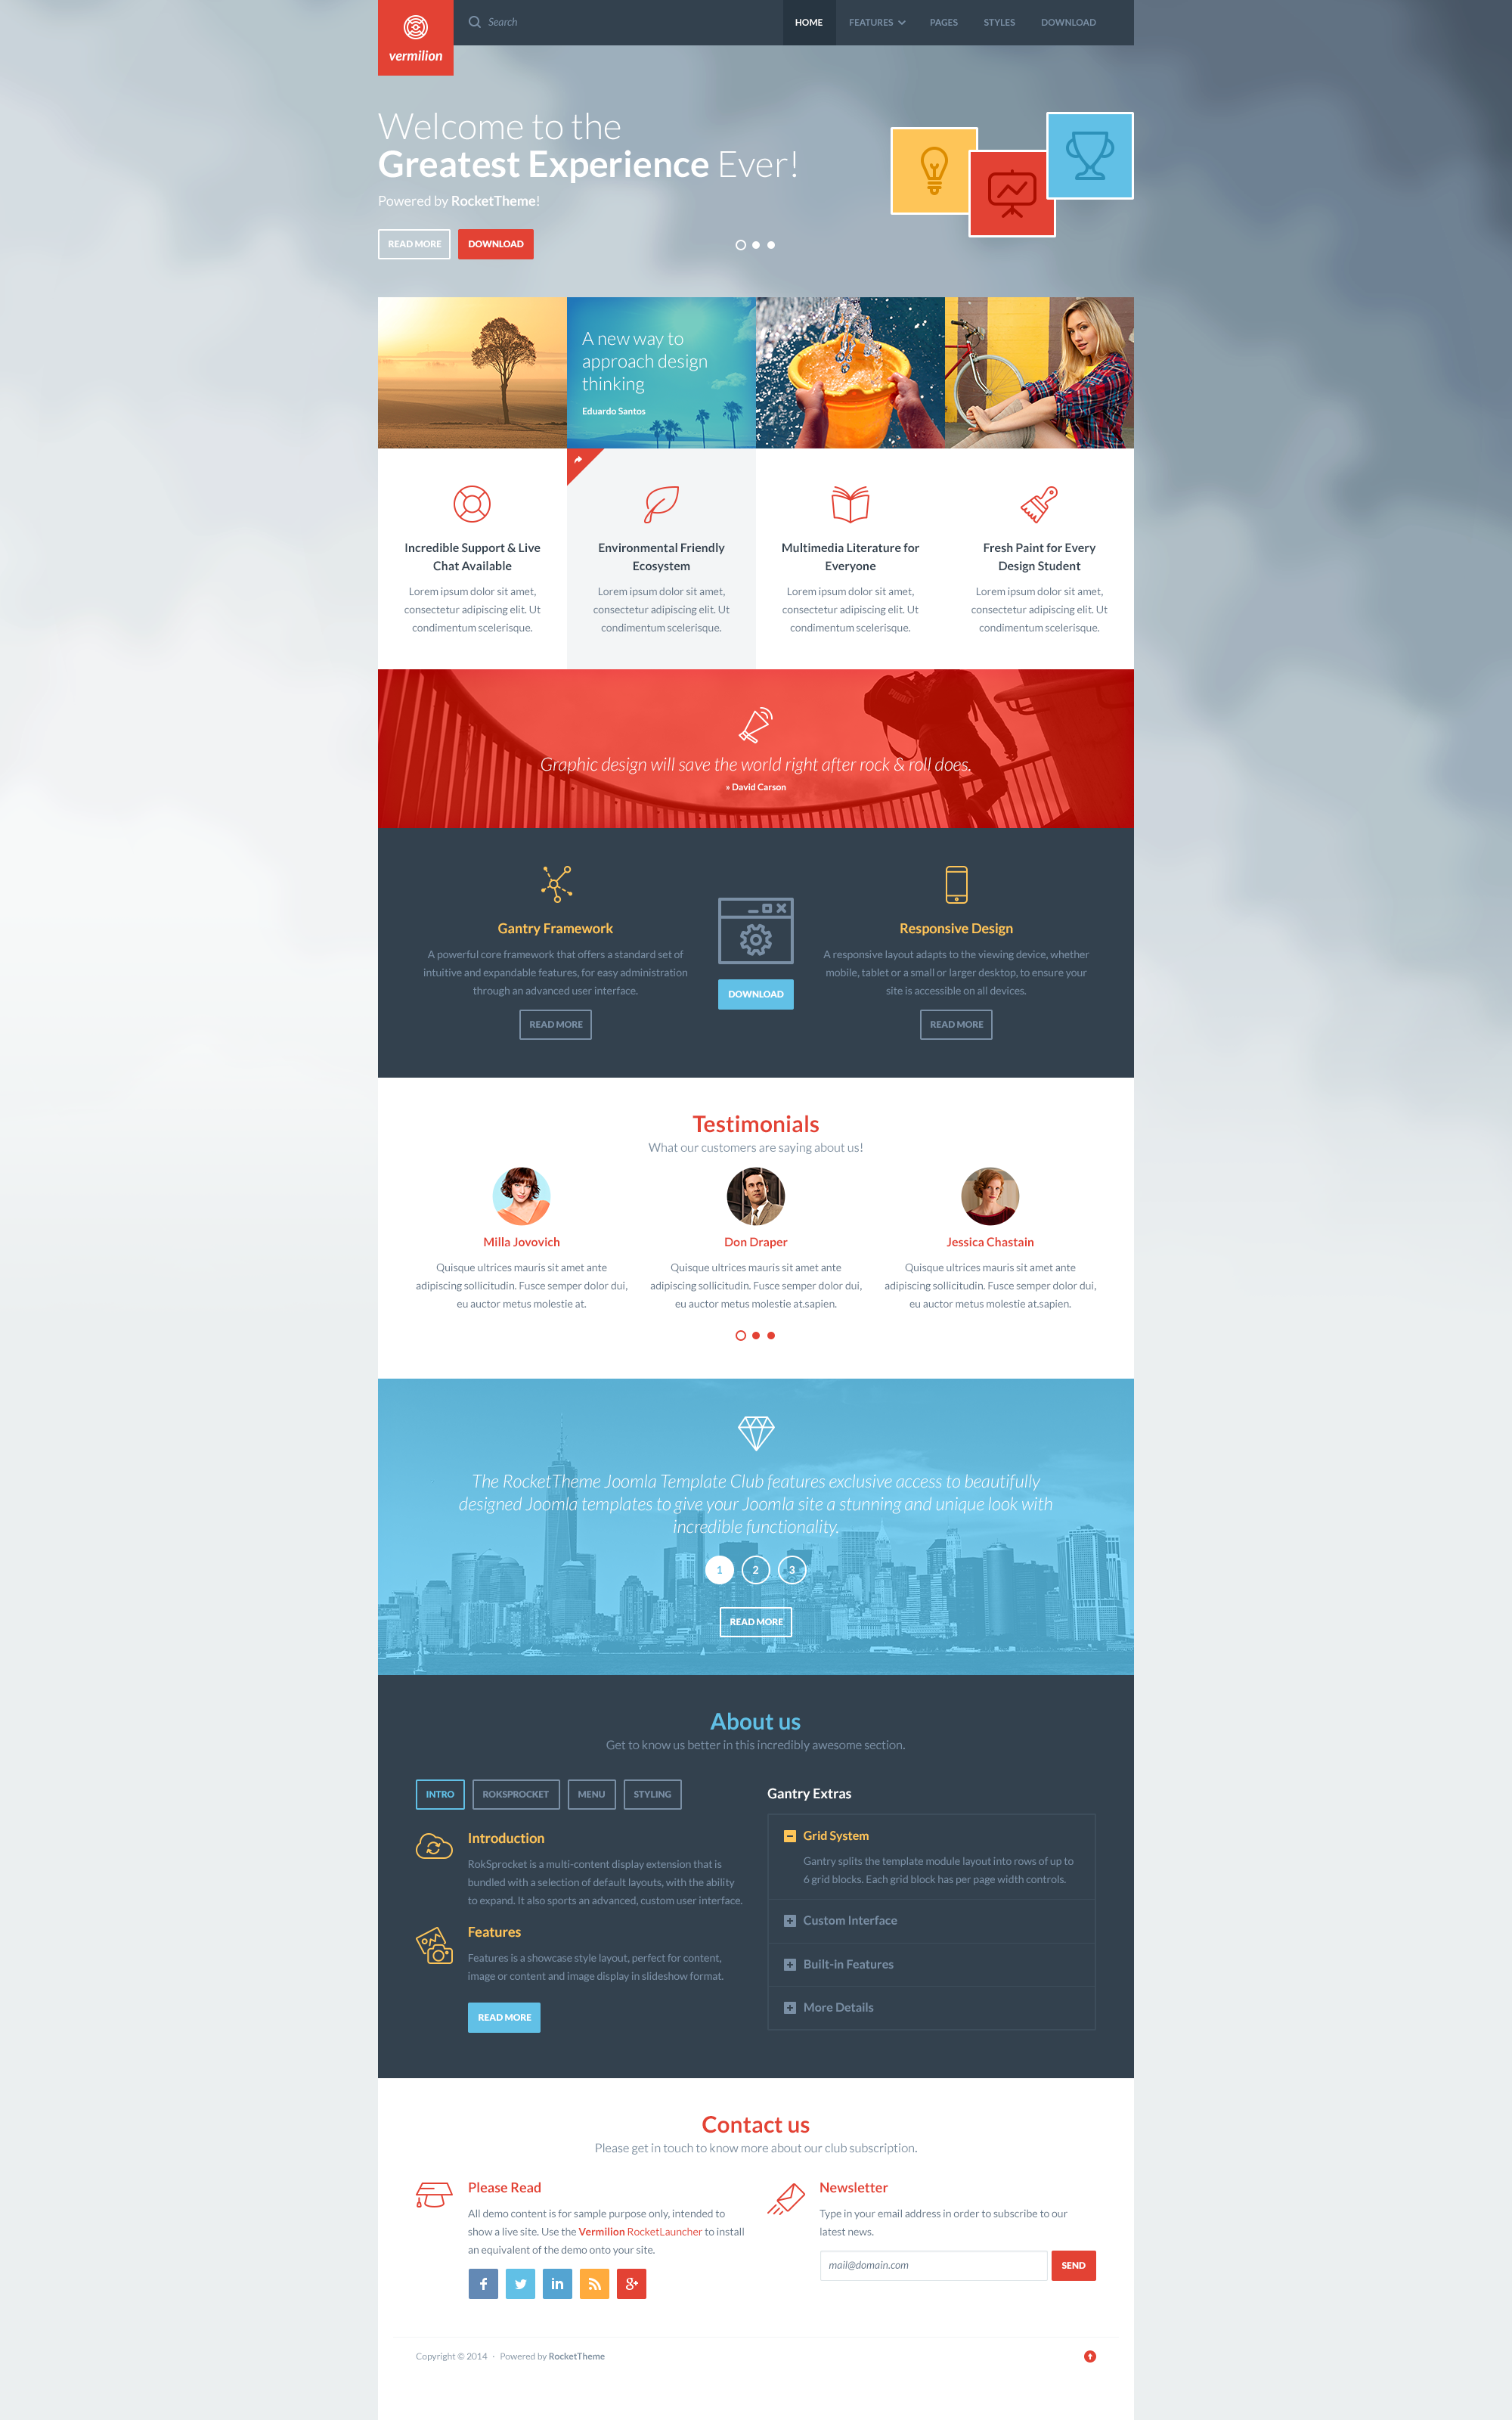 vermilion
Search
HOME
FEATURES
PAGES
STYLES
DOWNLOAD
Welcome to the
Greatest Experience Ever!
Powered by RocketTheme!
READ MORE
DOWNLOAD
A new way to
approach design
thinking
Eduardo Santos
Incredible Support & Live
Chat Available
Lorem ipsum dolor sit amet,
consectetur adipiscing elit. Ut
condimentum scelerisque.
Environmental Friendly
Ecosystem
Lorem ipsum dolor sit amet,
consectetur adipiscing elit. Ut
condimentum scelerisque.
Multimedia Literature for
Everyone
Lorem ipsum dolor sit amet,
consectetur adipiscing elit. Ut
condimentum scelerisque.
Fresh Paint for Every
Design Student
Lorem ipsum dolor sit amet,
consectetur adipiscing elit. Ut
condimentum scelerisque.
Graphic design will save the world right after rock & roll does.
» David Carson
Gantry Framework
A powerful core framework that offers a standard set of
intuitive and expandable features, for easy administration
through an advanced user interface.
READ MORE
DOWNLOAD
Responsive Design
A responsive layout adapts to the viewing device, whether
mobile, tablet or a small or larger desktop, to ensure your
site is accessible on all devices.
READ MORE
Testimonials
What our customers are saying about us!
Milla Jovovich
Quisque ultrices mauris sit amet ante
adipiscing sollicitudin. Fusce semper dolor dui,
eu auctor metus molestie at.
Don Draper
Quisque ultrices mauris sit amet ante
adipiscing sollicitudin. Fusce semper dolor dui,
eu auctor metus molestie at.sapien.
Jessica Chastain
Quisque ultrices mauris sit amet ante
adipiscing sollicitudin. Fusce semper dolor dui,
eu auctor metus molestie at.sapien.
The RocketTheme Joomla Template Club features exclusive access to beautifully
designed Joomla templates to give your Joomla site a stunning and unique look with
incredible functionality.
1 2 3
READ MORE
About us
Get to know us better in this incredibly awesome section.
INTRO
ROKSPROCKET
MENU
STYLING
Introduction
RokSprocket is a multi-content display extension that is
bundled with a selection of default layouts, with the ability
to expand. It also sports an advanced, custom user interface.
Features
Features is a showcase style layout, perfect for content,
image or content and image display in slideshow format.
READ MORE
Gantry Extras
Grid System
Gantry splits the template module layout into rows of up to
6 grid blocks. Each grid block has per page width controls.
Custom Interface
Built-in Features
More Details
Contact us
Please get in touch to know more about our club subscription.
Please Read
All demo content is for sample purpose only, intended to
show a live site. Use the Vermilion RocketLauncher to install
an equivalent of the demo onto your site.
Newsletter
Type in your email address in order to subscribe to our
latest news.
mail@domain.com
SEND
Copyright © 2014 · Powered by RocketTheme